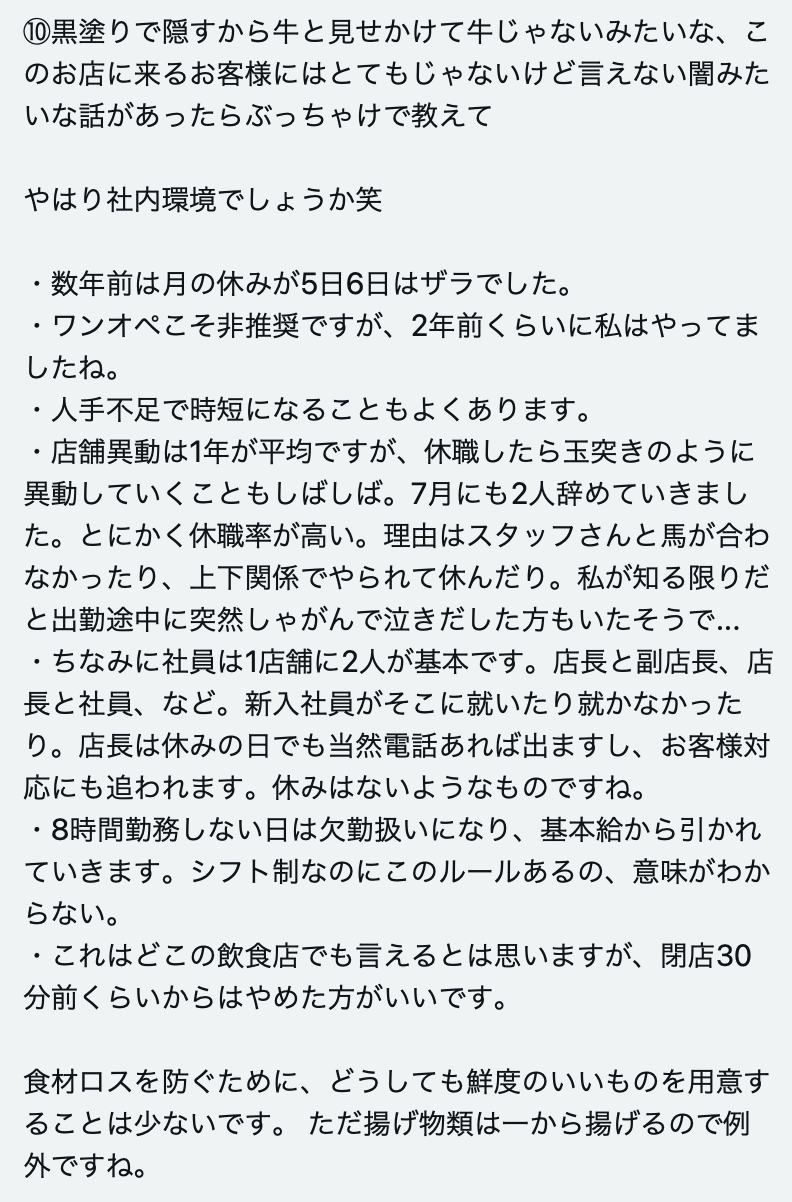 ⑩黒塗りで隠すから牛と見せかけて牛じゃないみたいな、こ
のお店に来るお客様にはとてもじゃないけど言えない闇みた
いな話があったらぶっちゃけで教えて
やはり社内環境でしょうか笑
・数年前は月の休みが5日6日はザラでした。
・ワンオペこそ非推奨ですが、2年前くらいに私はやってま
したね。
・人手不足で時短になることもよくあります。
・店舗異動は1年が平均ですが、休職したら玉突きのように
異動していくこともしばしば。7月にも2人辞めていきまし
た。とにかく休職率が高い。理由はスタッフさんと馬が合わ
なかったり、上下関係でやられて休んだり。私が知る限りだ
と出勤途中に突然しゃがんで泣きだした方もいたそうで...
・ちなみに社員は1店舗に2人が基本です。店長と副店長、店
長と社員、など。新入社員がそこに就いたり就かなかった
り。店長は休みの日でも当然電話あれば出ますし、お客様対
応にも追われます。休みはないようなものですね。
・8時間勤務しない日は欠勤扱いになり、基本給から引かれ
ていきます。シフト制なのにこのルールあるの、意味がわか
らない。
・これはどこの飲食店でも言えるとは思いますが、閉店30
分前くらいからはやめた方がいいです。
食材ロスを防ぐために、どうしても鮮度のいいものを用意す
ることは少ないです。 ただ揚げ物類は一から揚げるので例
外ですね。